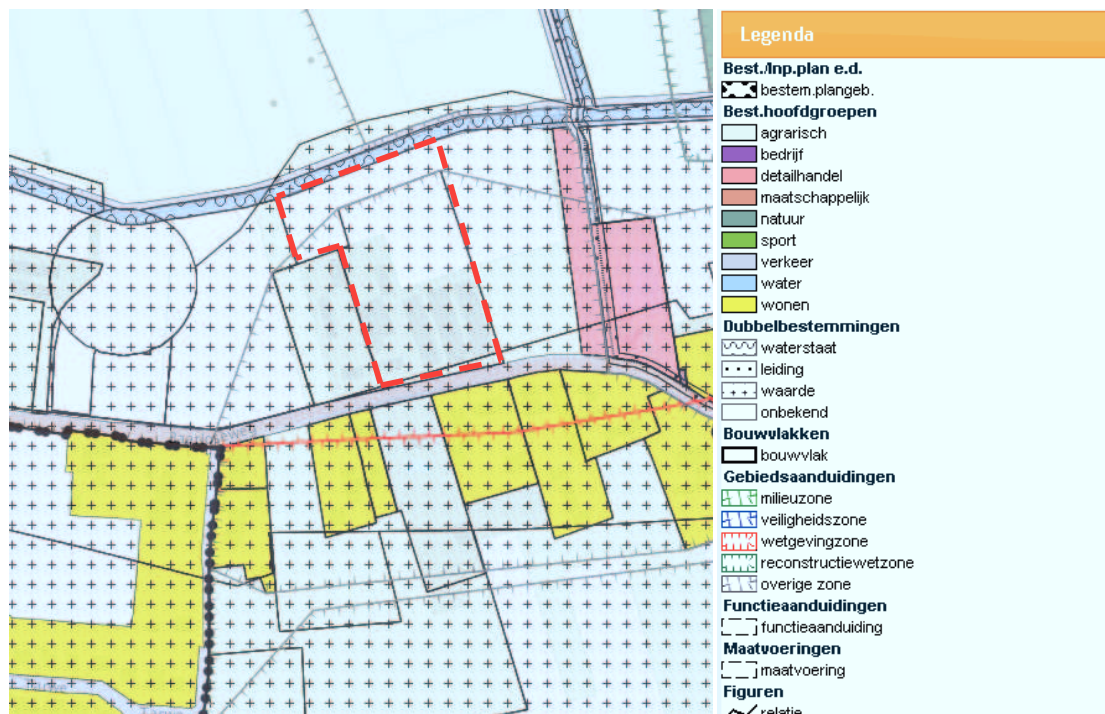 Legenda
Best./Inp.plan e.d.
bestem.plangeb.
Best.hoofdgroepen
agrarisch
bedrijf
detailhandel
maatschappelijk
natuur
sport
verkeer
water
wonen
Dubbelbestemmingen
waterstaat
leiding
waarde
onbekend
Bouwvlakken
bouwvlak
Gebiedsaanduidingen
milieuzone
veiligheidszone
wetgevingzone
reconstructiewetzone
overige zone
Functieaanduidingen
functieaanduiding
Maatvoeringen
maatvoering
Figuren
relatie